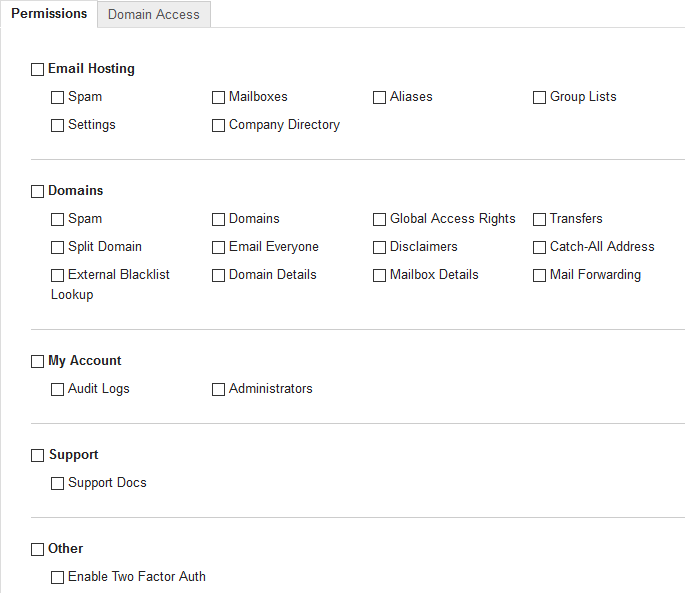 Permissions Domain Access
Email Hosting
Spam Mailboxes Aliases Group Lists
Settings Company Directory
Domains
Spam Domains Global Access Rights Transfers
Split Domain Email Everyone Disclaimers Catch-All Address
External Blacklist Domain Details Mailbox Details Mail Forwarding
Lookup
My Account
Audit Logs Administrators
Support
Support Docs
Other
Enable Two Factor Auth